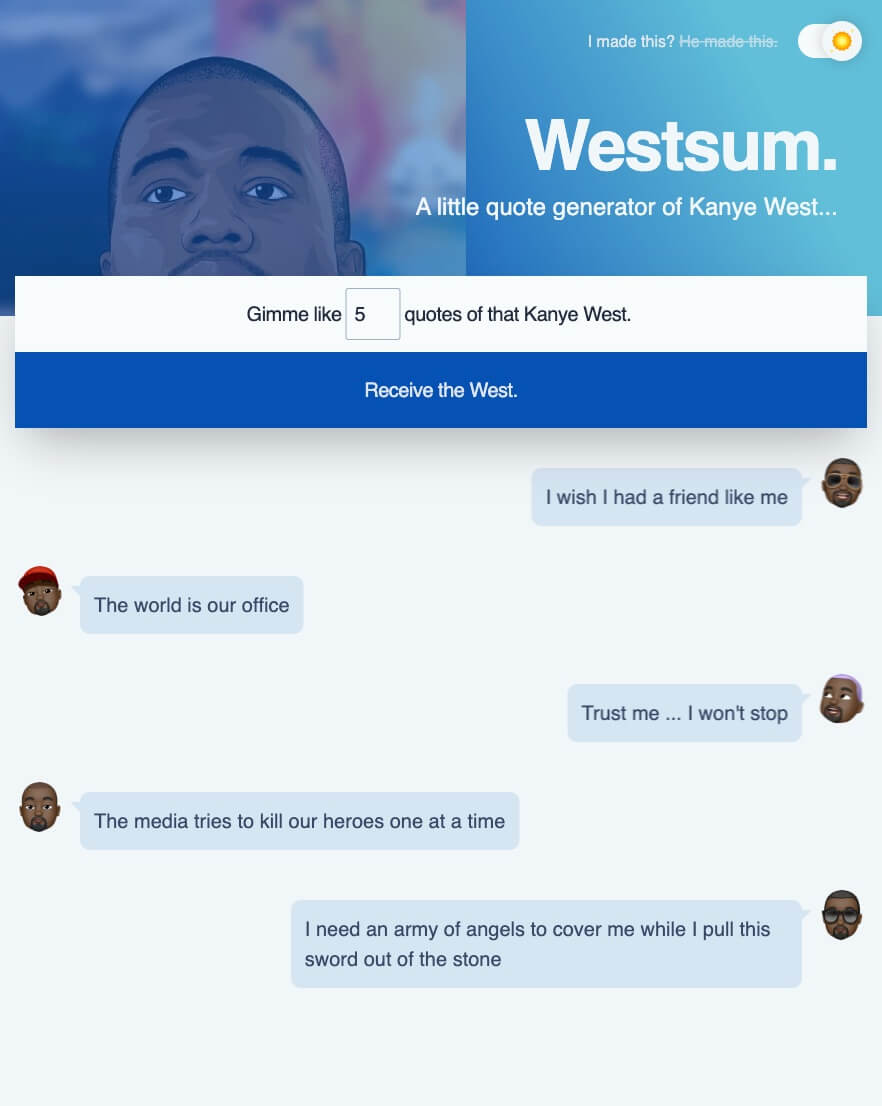 I made this? He made this.
Westsum.
A little quote generator of Kanye West...
Gimme like 5 quotes of that Kanye West.
Receive the West.
I wish I had a friend like me
The world is our office
Trust me ... I won't stop
The media tries to kill our heroes one at a time
I need an army of angels to cover me while I pull this
sword out of the stone